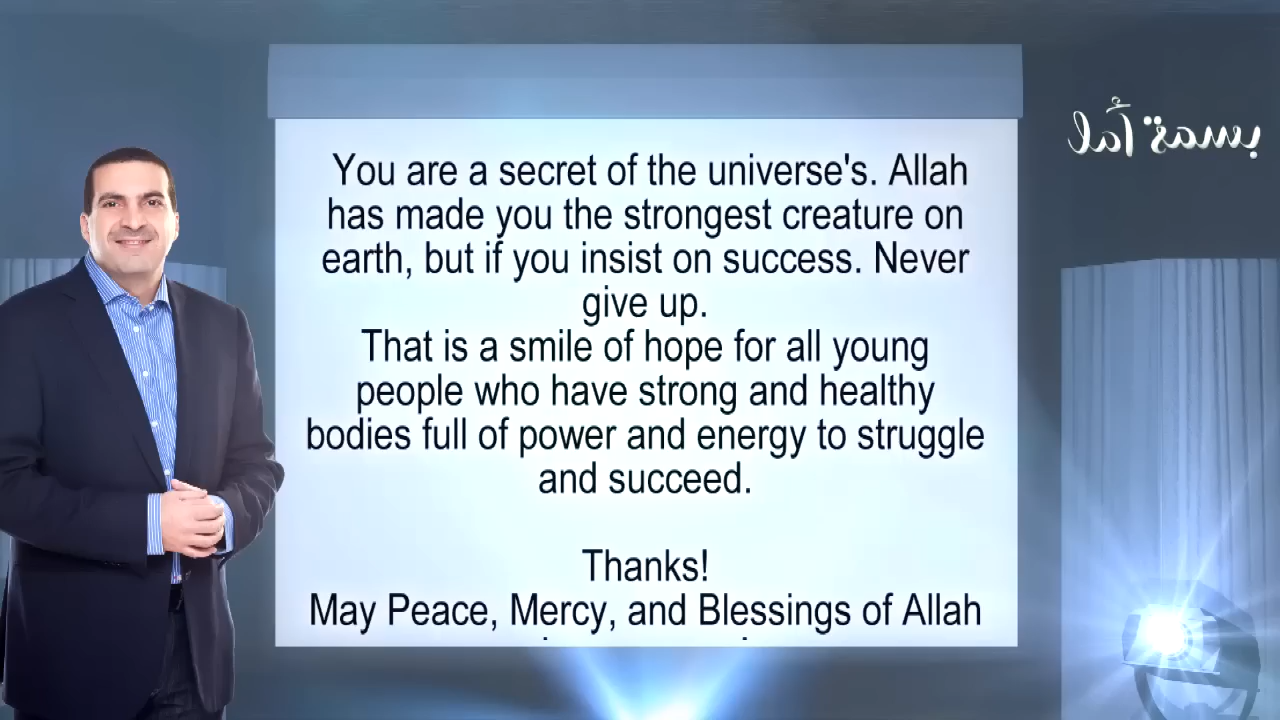 بسمة أمل
You are a secret of the universe's. Allah
has made you the strongest creature on
earth, but if you insist on success. Never
give up.
That is a smile of hope for all young
people who have strong and healthy
bodies full of power and energy to struggle
and succeed.
Thanks!
May Peace, Mercy, and Blessings of Allah